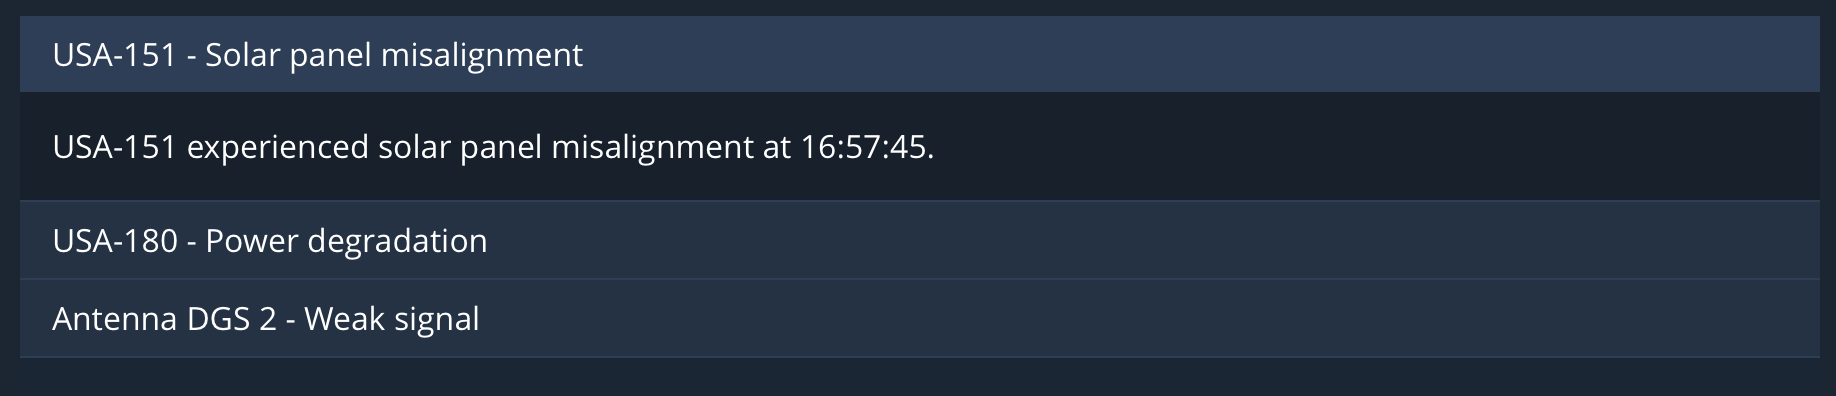 USA-151 - Solar panel misalignment
USA-151 experienced solar panel misalignment at 16:57:45.
USA-180 - Power degradation
Antenna DGS 2 - Weak signal